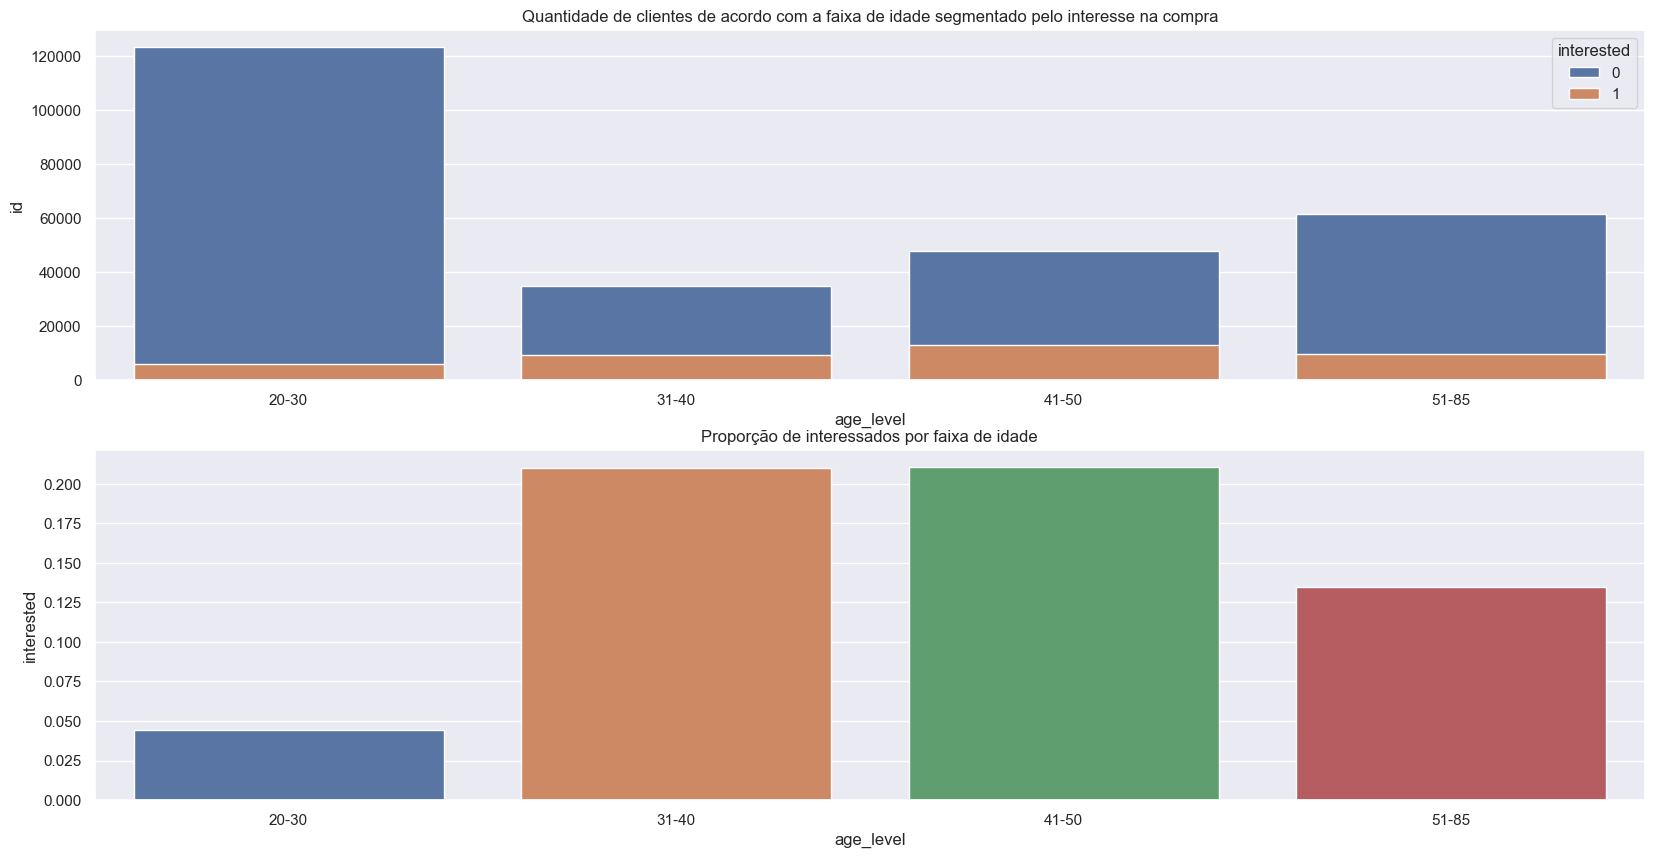 Quantidade de clientes de acordo com a faixa de idade segmentado pelo interesse na compra
interested
0
1
120000
100000
80000
60000
40000
20000
0
id
20-30 31-40 41-50 51-85
age_level
Proporção de interessados por faixa de idade
0.200
0.175
0.150
0.125
0.100
0.075
0.050
0.025
0.000
interested
20-30 31-40 41-50 51-85
age_level